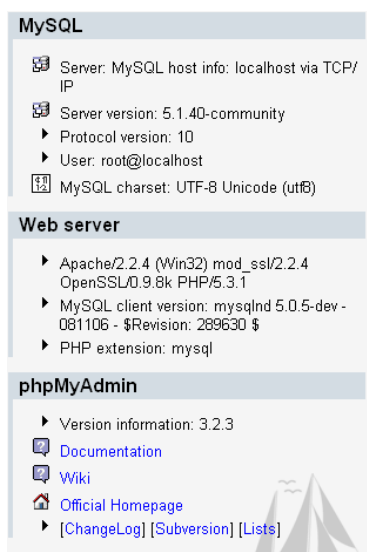 MySQL
Server: MySQL host info: localhost via TCP/
IP
Server version: 5.1.40-community
Protocol version: 10
User: root@localhost
MySQL charset: UTF-8 Unicode (utf8)
Web server
Apache/2.2.4 (Win32) mod_ssl/2.2.4
OpenSSL/0.9.8k PHP/5.3.1
MySQL client version: mysqlnd 5.0.5-dev -
081106 - $Revision: 289630 $
PHP extension: mysql
phpMyAdmin
Version information: 3.2.3
Documentation
Wiki
Official Homepage
[ChangeLog] [Subversion] [Lists]